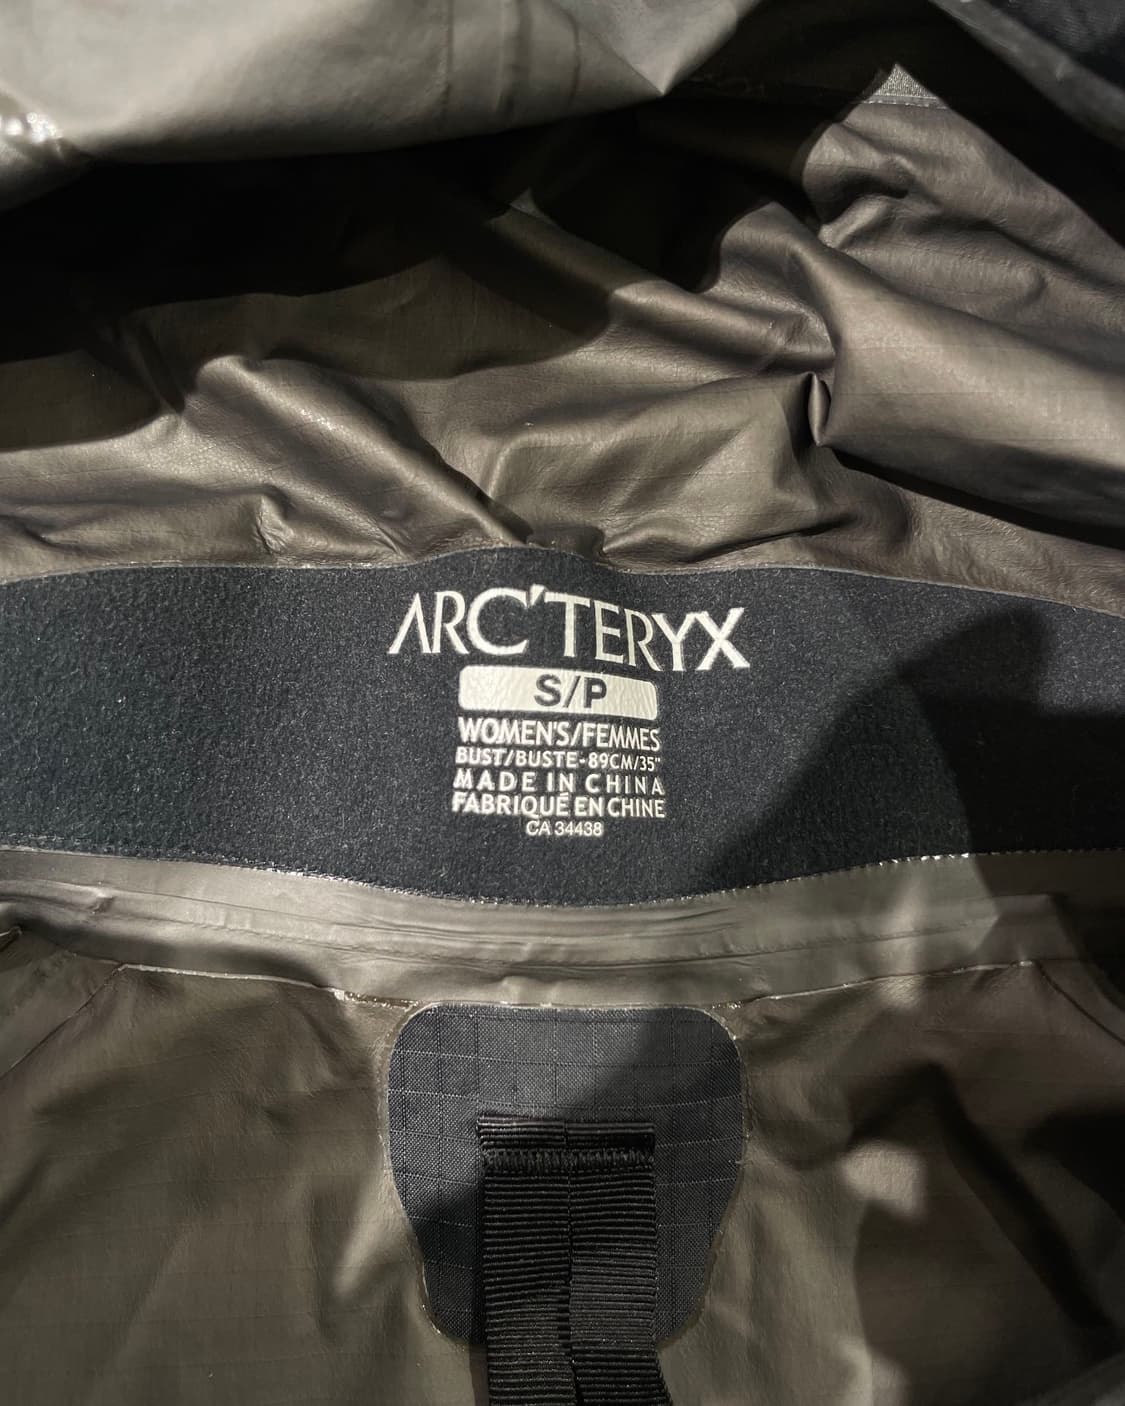 ARC'TERYX
S/P
WOMEN'S/FEMMES
BUST/BUSTE-89CM/35"
MADE IN CHINA
FABRIQUÉ EN CHINE
CA 34438